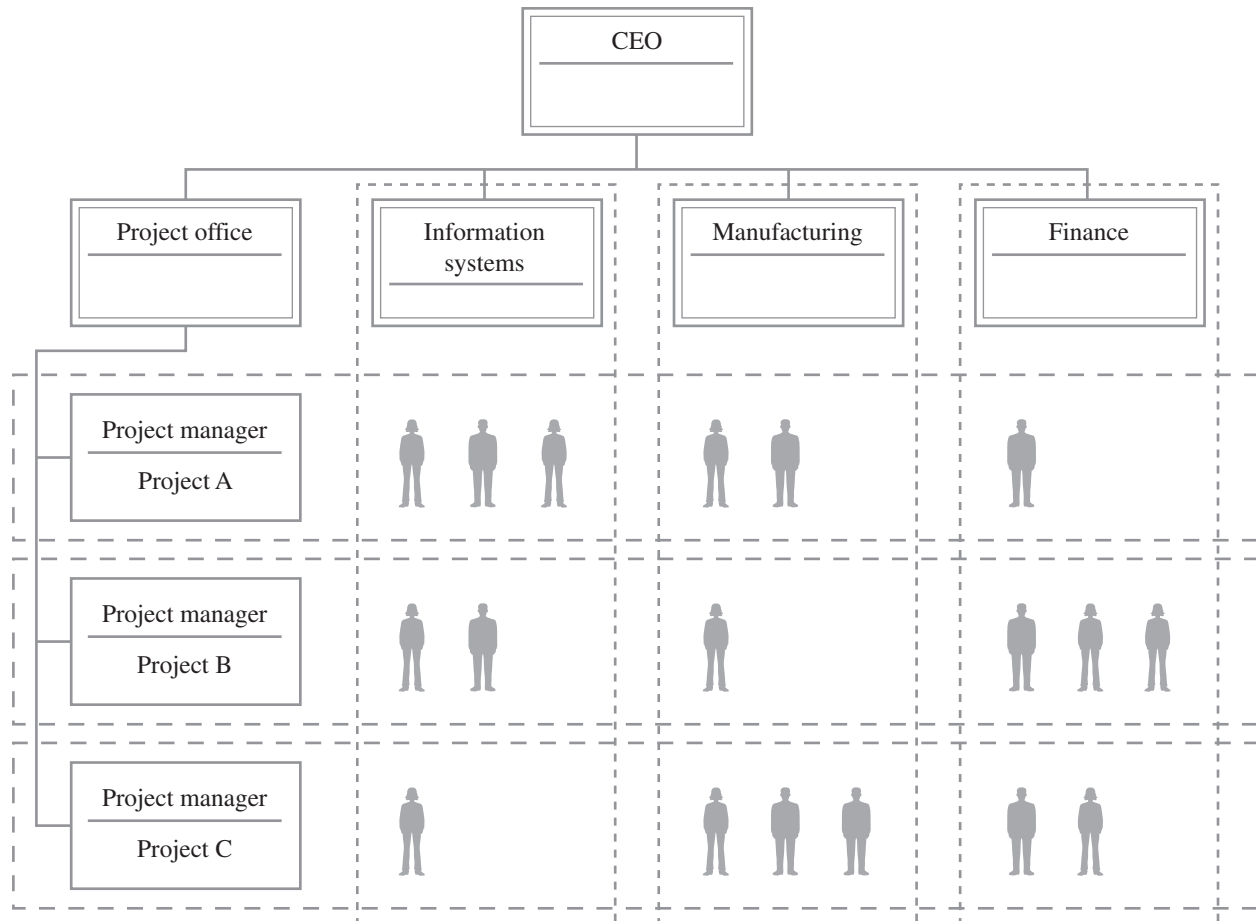 CEO
Project office
Information
systems
Manufacturing
Finance
Project manager
Project A
Project manager
Project B
Project manager
Project C